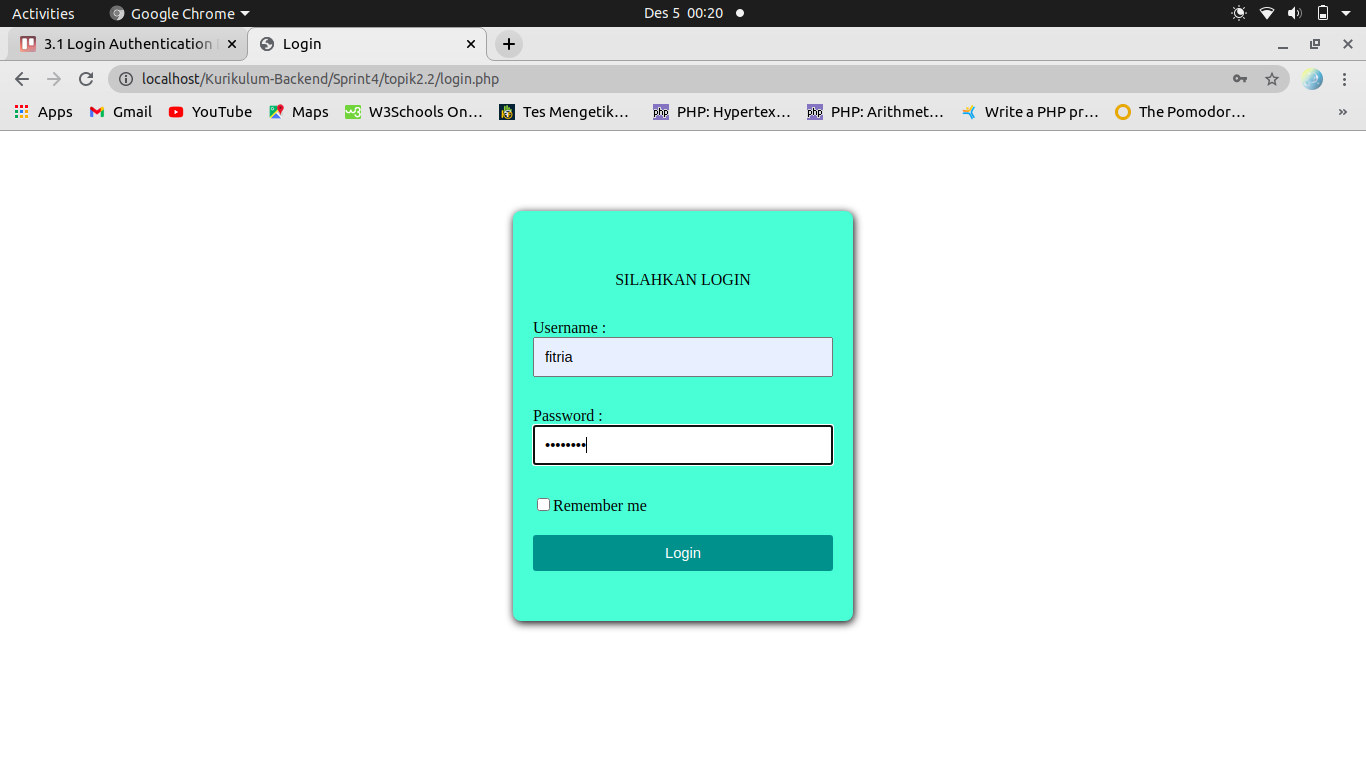 Activities Google Chrome Des 5 00:20
3.1 Login Authentication Login
localhost/Kurikulum-Backend/Sprint4/topik2.2/login.php
Apps Gmail YouTube Maps W3Schools On... Tes Mengetik... PHP: Hypertex... PHP: Arithmet... Write a PHP pr... The Pomodor... »
SILAHKAN LOGIN
Username :
fitria
Password :
••••••••
Remember me
Login